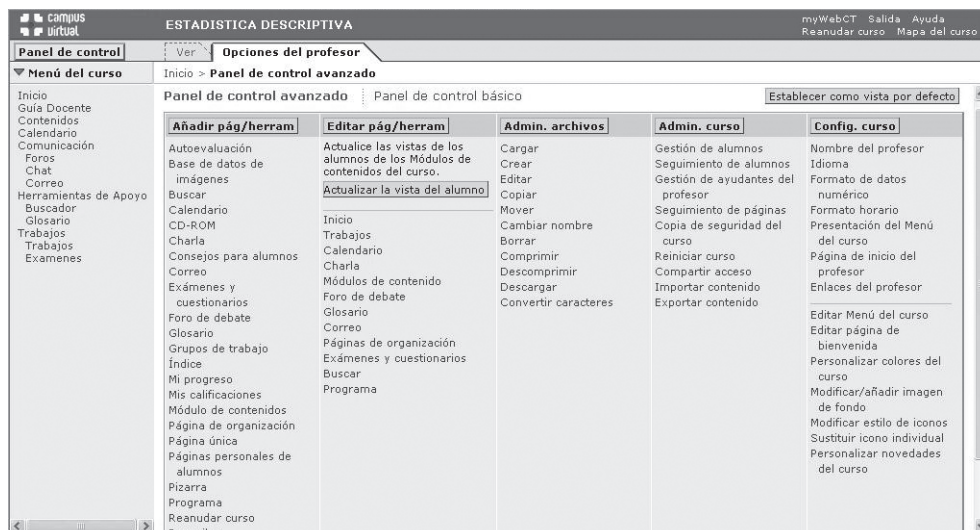 campus
virtual
ESTADISTICA DESCRIPTIVA
myWebCT Salida Ayuda
Reanudar curso Mapa del curso
Panel de control
Ver
Opciones del profesor
Menú del curso
Inicio > Panel de control avanzado
Inicio
Guía Docente
Contenidos
Calendario
Comunicación
Foros
Chat
Correo
Herramientas de Apoyo
Buscador
Glosario
Trabajos
Trabajos
Examenes
Panel de control avanzado
Panel de control básico
Establecer como vista por defecto
Añadir pág/herram
Autoevaluación
Base de datos de
imágenes
Buscar
Calendario
CD-ROM
Charla
Consejos para alumnos
Correo
Exámenes y
cuestionarios
Foro de debate
Glosario
Grupos de trabajo
Índice
Mi progreso
Mis calificaciones
Módulo de contenidos
Página de organización
Página única
Páginas personales de
alumnos
Pizarra
Programa
Reanudar curso
Editar pág/herram
Actualice las vistas de los
alumnos de los Módulos de
contenidos del curso.
Actualizar la vista del alumno
Inicio
Trabajos
Calendario
Charla
Módulos de contenido
Foro de debate
Glosario
Correo
Páginas de organización
Exámenes y cuestionarios
Buscar
Programa
Admin. archivos
Cargar
Crear
Editar
Copiar
Mover
Cambiar nombre
Borrar
Comprimir
Descomprimir
Descargar
Convertir caracteres
Admin. curso
Gestión de alumnos
Seguimiento de alumnos
Gestión de ayudantes del
profesor
Seguimiento de páginas
Copia de seguridad del
curso
Reiniciar curso
Compartir acceso
Importar contenido
Exportar contenido
Config. curso
Nombre del profesor
Idioma
Formato de datos
numérico
Formato horario
Presentación del Menú
del curso
Página de inicio del
profesor
Enlaces del profesor
Editar Menú del curso
Editar página de
bienvenida
Personalizar colores del
curso
Modificar/añadir imagen
de fondo
Modificar estilo de iconos
Sustituir icono individual
Personalizar novedades
del curso